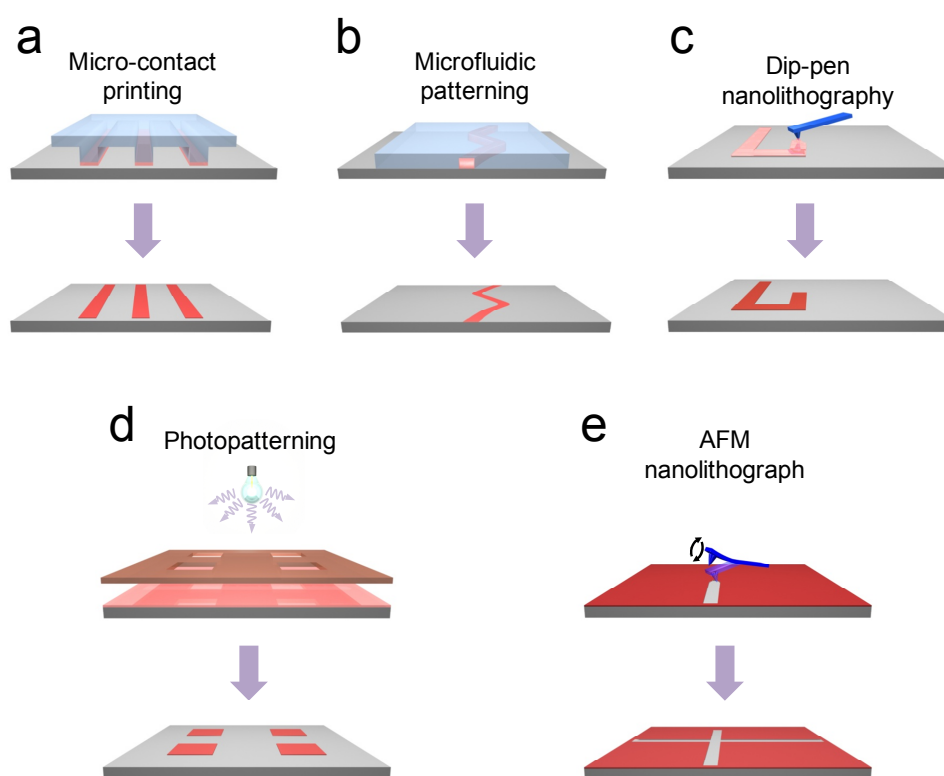 a
Micro-contact
printing
b
Microfluidic
patterning
c
Dip-pen
nanolithography
d
Photopatterning
e
AFM
nanolithograph